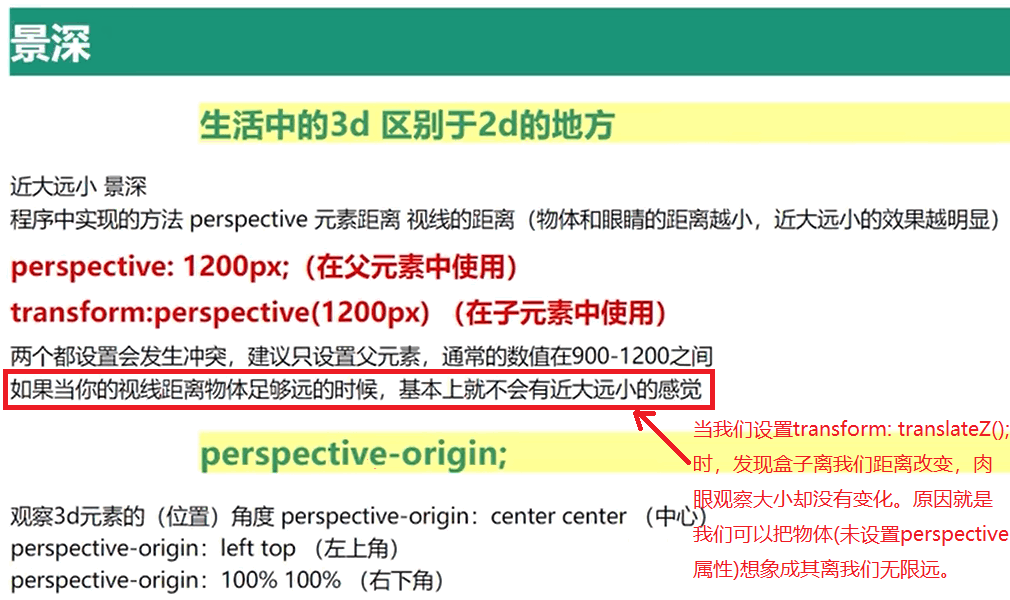 景深
生活中的3d 区别于2d的地方
近大远小 景深
程序中实现的方法 perspective 元素距离 视线的距离（物体和眼睛的距离越小，近大远小的效果越明显）
perspective: 1200px;（在父元素中使用）
transform:perspective(1200px) （在子元素中使用）
两个都设置会发生冲突，建议只设置父元素，通常的数值在900-1200之间
如果当你的视线距离物体足够远的时候，基本上就不会有近大远小的感觉
当我们设置transform: translateZ();
时，发现盒子离我们距离改变，肉
眼观察大小却没有变化。原因就是
我们可以把物体(未设置perspective
属性)想象成其离我们无限远。
perspective-origin;
观察3d元素的（位置）角度 perspective-origin：center center （中心）
perspective-origin：left top （左上角）
perspective-origin：100% 100% （右下角）